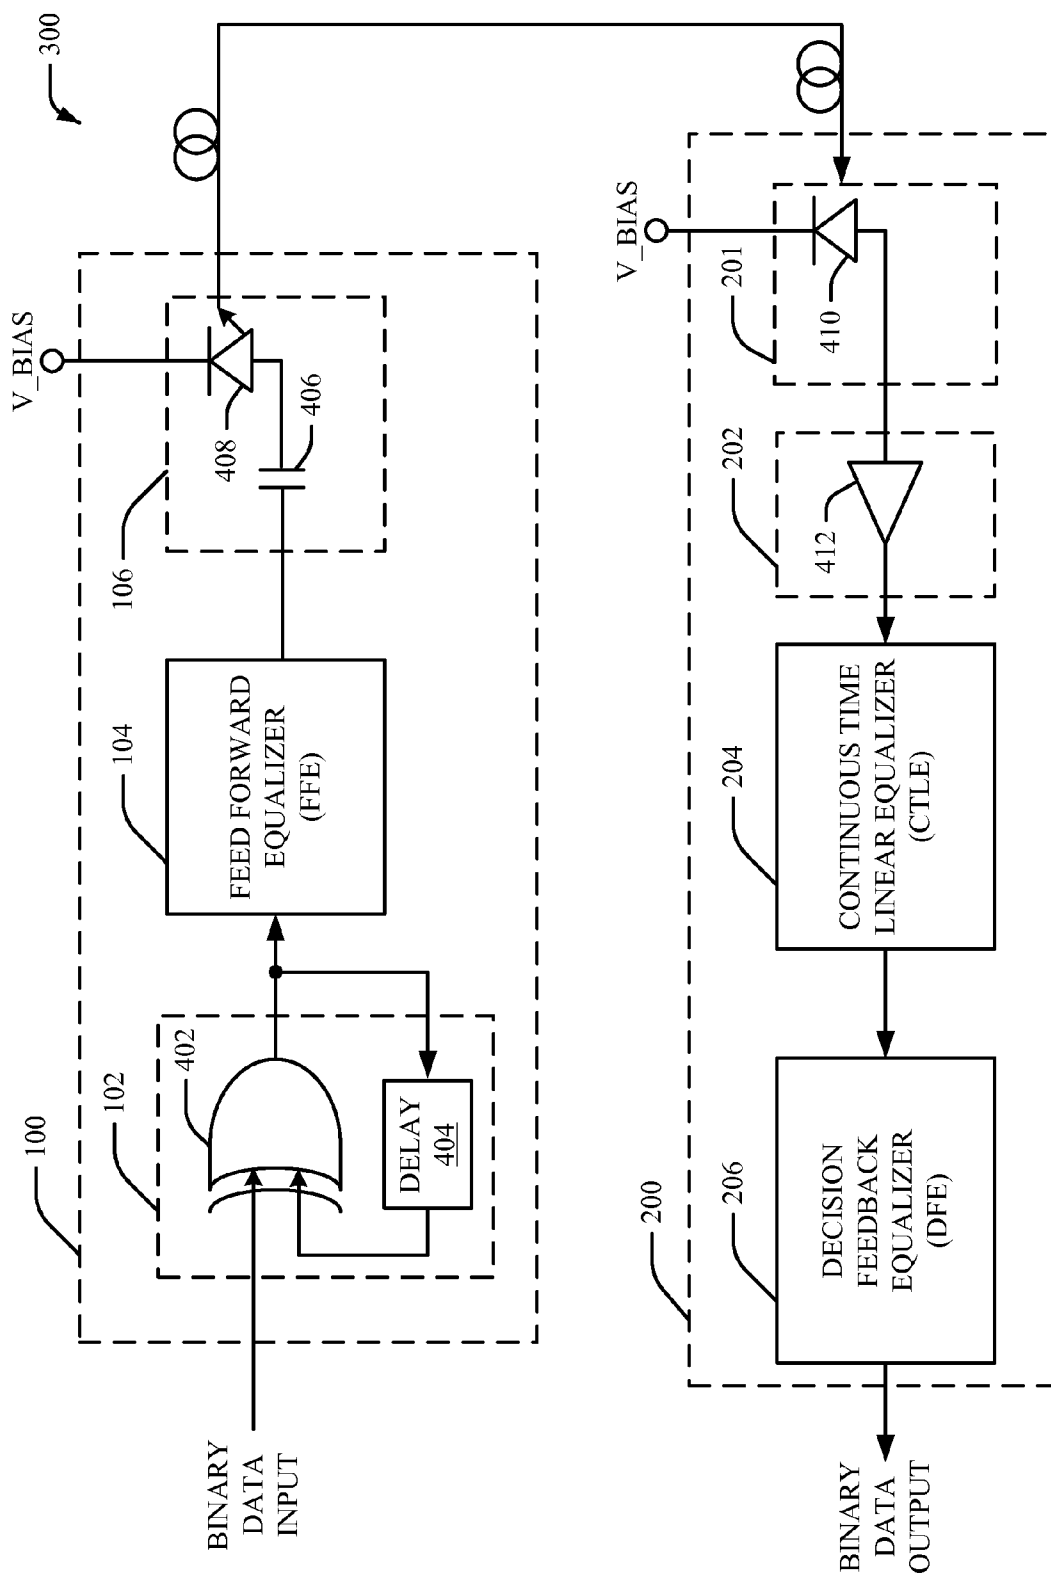 300
100
102
402
DELAY
404
BINARY
DATA
INPUT
104
FEED FORWARD
EQUALIZER
(FFE)
106
406
408
V_BIAS
V_BIAS
201
410
202
412
204
CONTINUOUS TIME
LINEAR EQUALIZER
(CTLE)
200
206
DECISION
FEEDBACK
EQUALIZER
(DFE)
BINARY
DATA
OUTPUT